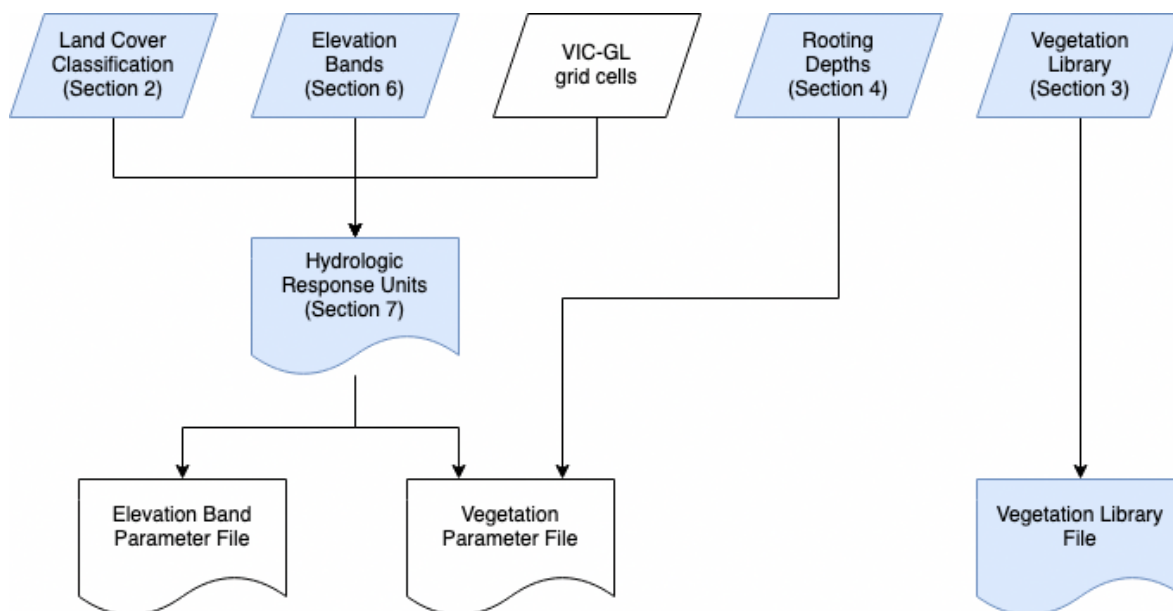 Land Cover
Classification
(Section 2)
Elevation
Bands
(Section 6)
VIC-GL
grid cells
Rooting
Depths
(Section 4)
Vegetation
Library
(Section 3)
Hydrologic
Response Units
(Section 7)
Elevation Band
Parameter File
Vegetation
Parameter File
Vegetation Library
File